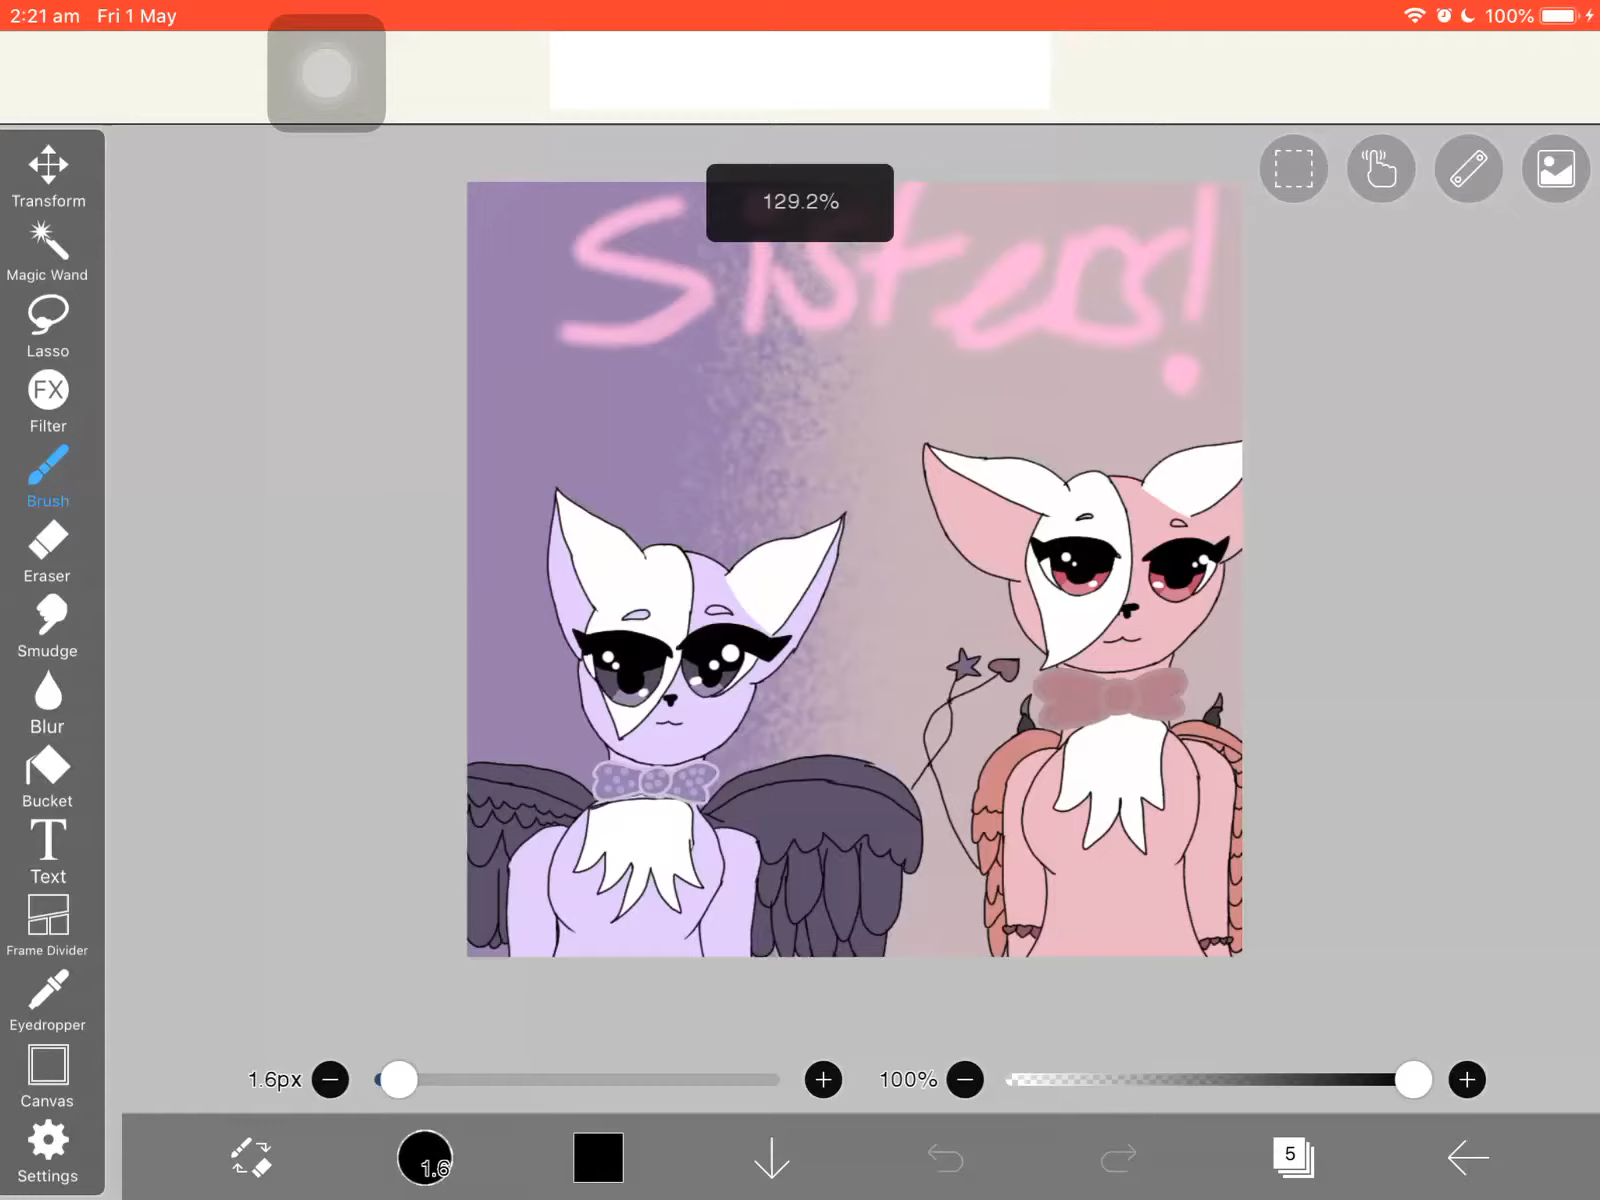 2:21 am Fri 1 May 100%
129.2%
Sisters!
Transform
Magic Wand
Lasso
FX
Filter
Brush
Eraser
Smudge
Blur
Bucket
T
Text
Frame Divider
Eyedropper
Canvas
Settings
1.6px 100%
1.6
5